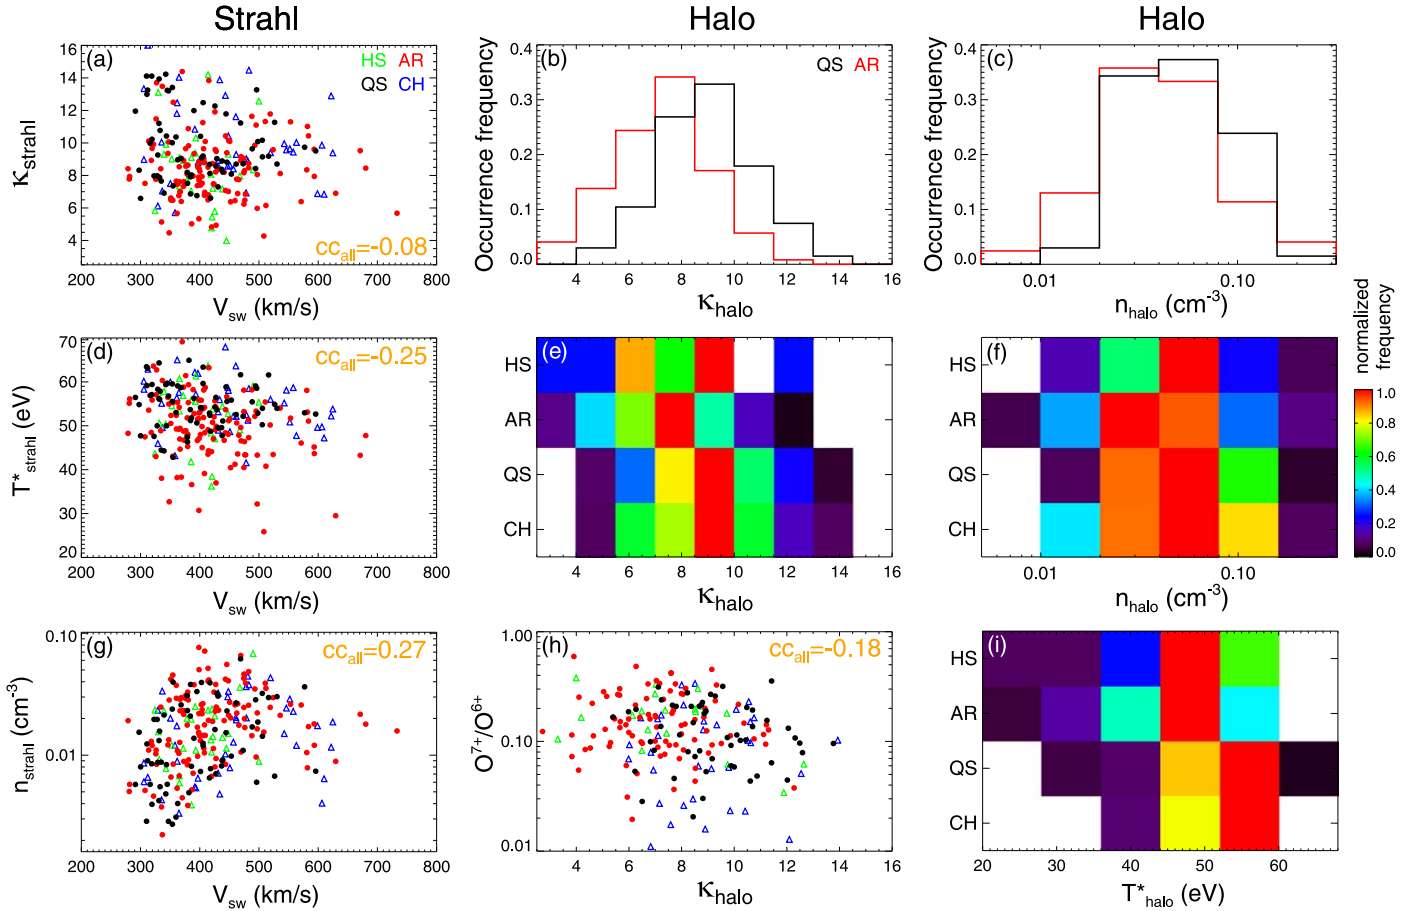 Strahl Halo Halo
(a) HS AR
QS CH
κstrahl
16
14
12
10
8
6
4
ccall=-0.08
200 300 400 500 600 700 800
Vsw (km/s)
(b) QS AR
Occurrence frequency
0.4
0.3
0.2
0.1
0.0
4 6 8 10 12 14 16
κhalo
(c)
Occurrence frequency
0.4
0.3
0.2
0.1
0.0
0.01 0.10
nhalo (cm-3)
(d) ccall=-0.25
T*strahl (eV)
70
60
50
40
30
20
200 300 400 500 600 700 800
Vsw (km/s)
(e)
HS
AR
QS
CH
4 6 8 10 12 14 16
κhalo
(f)
HS
AR
QS
CH
0.01 0.10
nhalo (cm-3)
normalized
frequency
1.0
0.8
0.6
0.4
0.2
0.0
(g) ccall=0.27
nstrahl (cm-3)
0.10
0.01
200 300 400 500 600 700 800
Vsw (km/s)
(h) ccall=-0.18
O7+/O6+
1.00
0.10
0.01
4 6 8 10 12 14 16
κhalo
(i)
HS
AR
QS
CH
20 30 40 50 60
T*halo (eV)